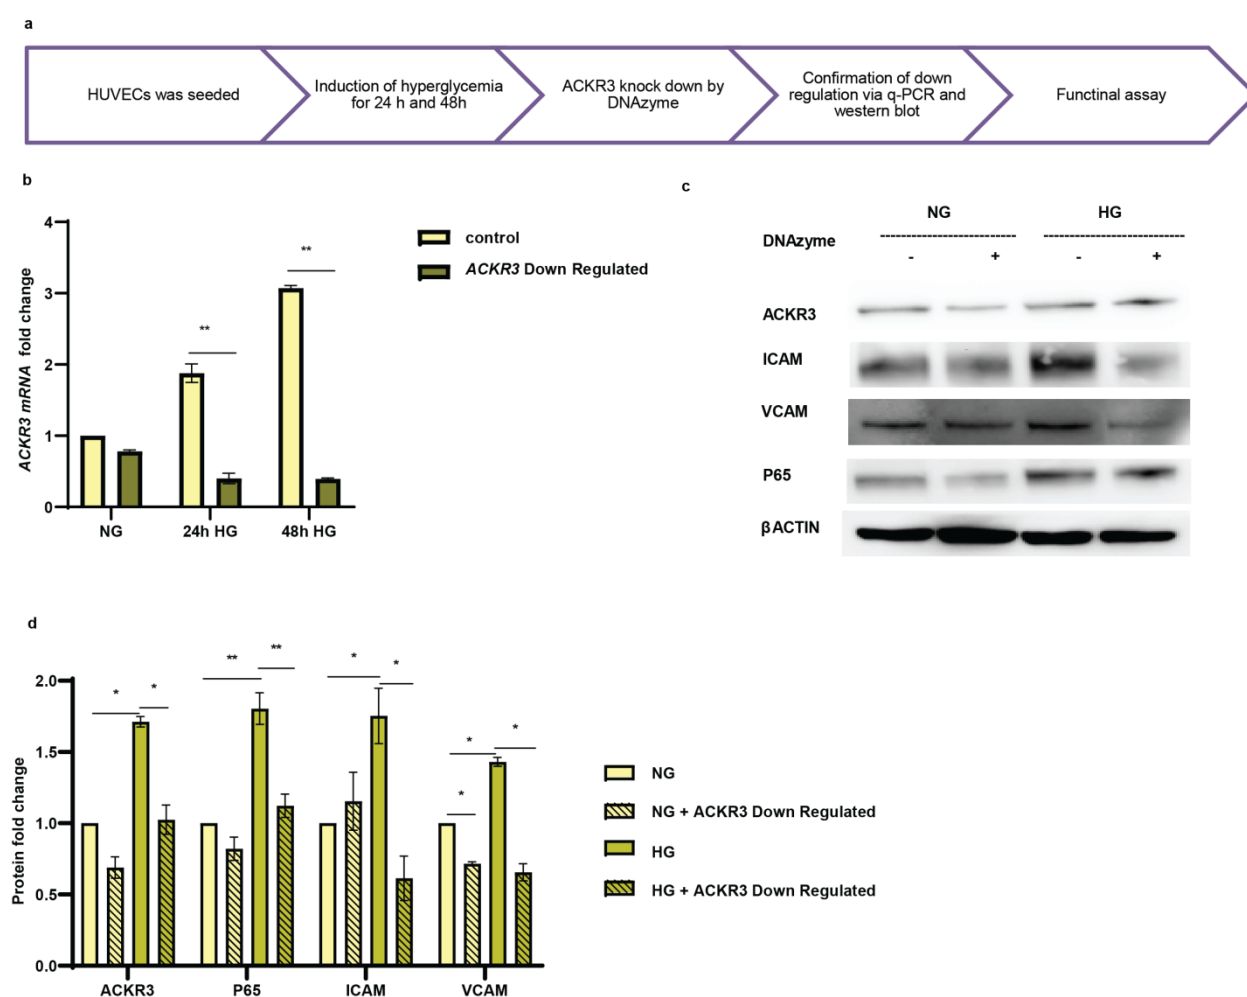 a
HUVECs was seeded
Induction of hyperglycemia
for 24 h and 48h
ACKR3 knock down by
DNAzyme
Confirmation of down
regulation via q-PCR and
western blot
Functinal assay
b
ACKR3 mRNA fold change
4
3
2
1
0
**
**
NG
24h HG
48h HG
control
ACKR3 Down Regulated
c
NG
HG
DNAzyme
- + - +
ACKR3
ICAM
VCAM
P65
βACTIN
d
Protein fold change
2.0
1.5
1.0
0.5
0.0
* * ** ** * * * * *
ACKR3
P65
ICAM
VCAM
NG
NG + ACKR3 Down Regulated
HG
HG + ACKR3 Down Regulated